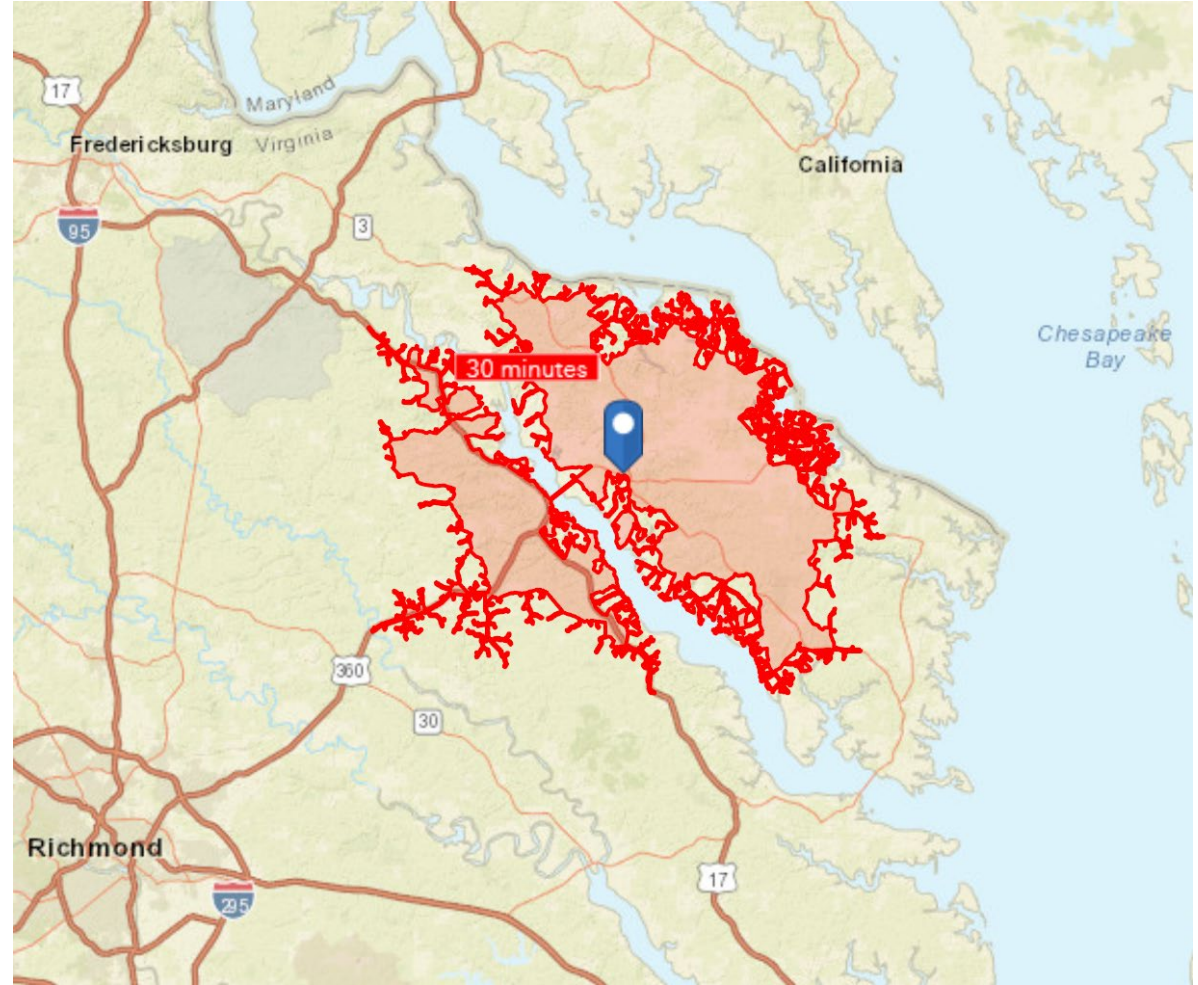 17
Maryland
Fredericksburg
Virginia
California
3
95
Chesapeake
Bay
30 minutes
360
30
Richmond
17
295